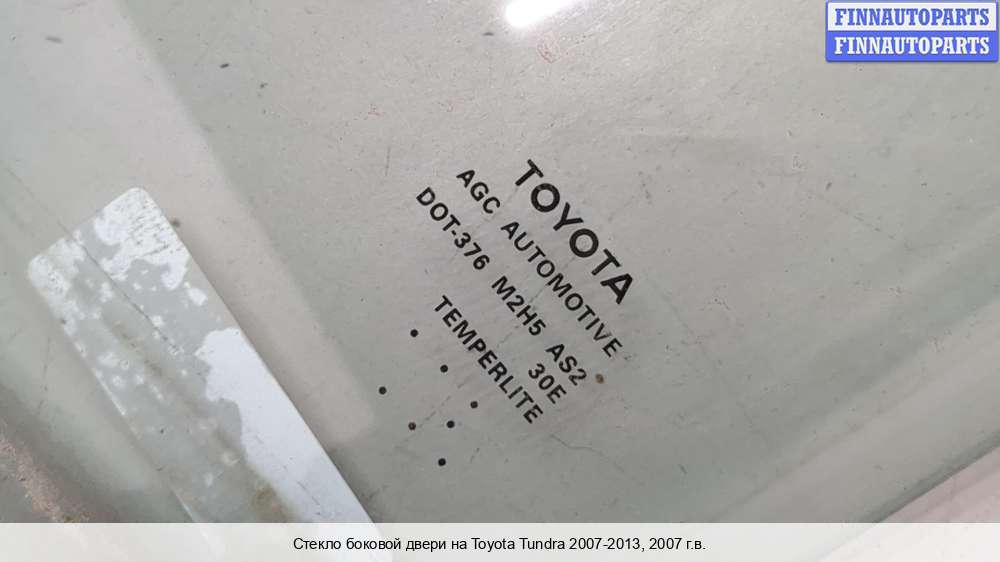 FINNAUTOPARTS
FINNAUTOPARTS
TOYOTA
AGC AUTOMOTIVE
DOT-376 M2H5 AS2
30E
TEMPERLITE
Стекло боковой двери на Toyota Tundra 2007-2013, 2007 г.в.